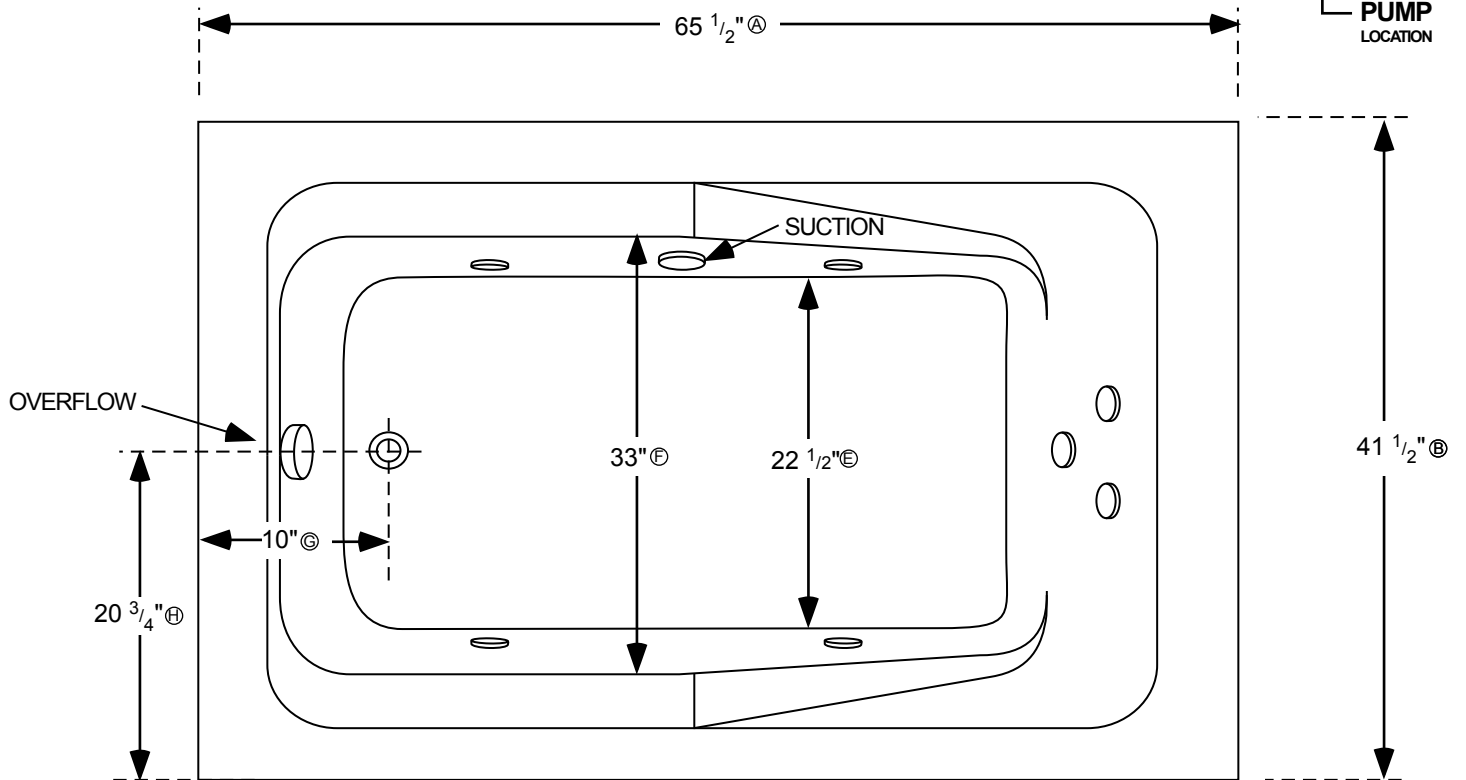 65 1/2" Ⓐ
PUMP
LOCATION
SUCTION
OVERFLOW
33" Ⓕ
22 1/2" Ⓔ
41 1/2" Ⓑ
10" Ⓖ
20 3/4" Ⓗ